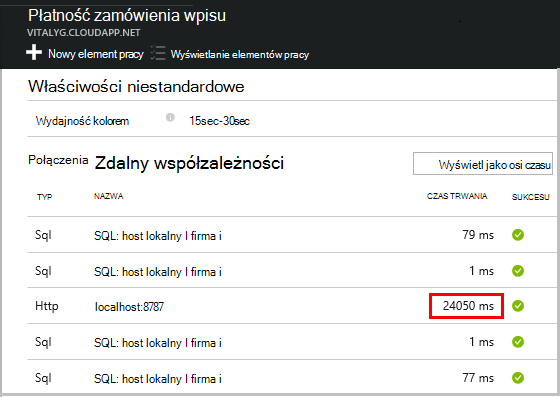 Płatność zamówienia wpisu
VITALYG.CLOUDAPP.NET
Nowy element pracy Wyświetlanie elementów pracy
Właściwości niestandardowe
Wydajność kolorem 15sec-30sec
Połączenia Zdalny współzależności Wyświetl jako osi czasu
TYP NAZWA CZAS TRWANIA SUKCESU
Sql SQL: host lokalny I firma i 79 ms
Sql SQL: host lokalny I firma i 1 ms
Http localhost:8787 24050 ms
Sql SQL: host lokalny I firma i 1 ms
Sql SQL: host lokalny I firma i 77 ms